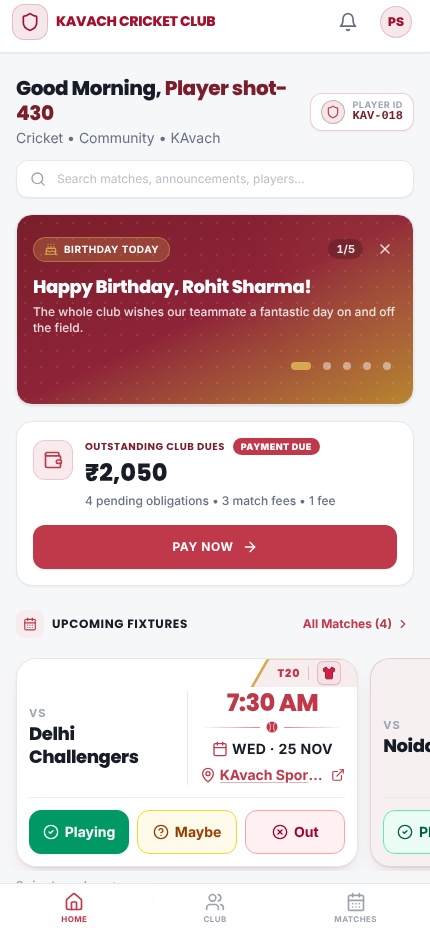 KAVACH CRICKET CLUB
PS
Good Morning, Player shot-
430
Cricket • Community • KAvach
PLAYER ID
KAV-018
Search matches, announcements, players...
BIRTHDAY TODAY
1/5
Happy Birthday, Rohit Sharma!
The whole club wishes our teammate a fantastic day on and off
the field.
OUTSTANDING CLUB DUES
PAYMENT DUE
₹2,050
4 pending obligations • 3 match fees • 1 fee
PAY NOW
UPCOMING FIXTURES
All Matches (4)
T20
VS
Delhi
Challengers
7:30 AM
WED · 25 NOV
KAvach Spor...
Playing
Maybe
Out
VS
HOME
CLUB
MATCHES